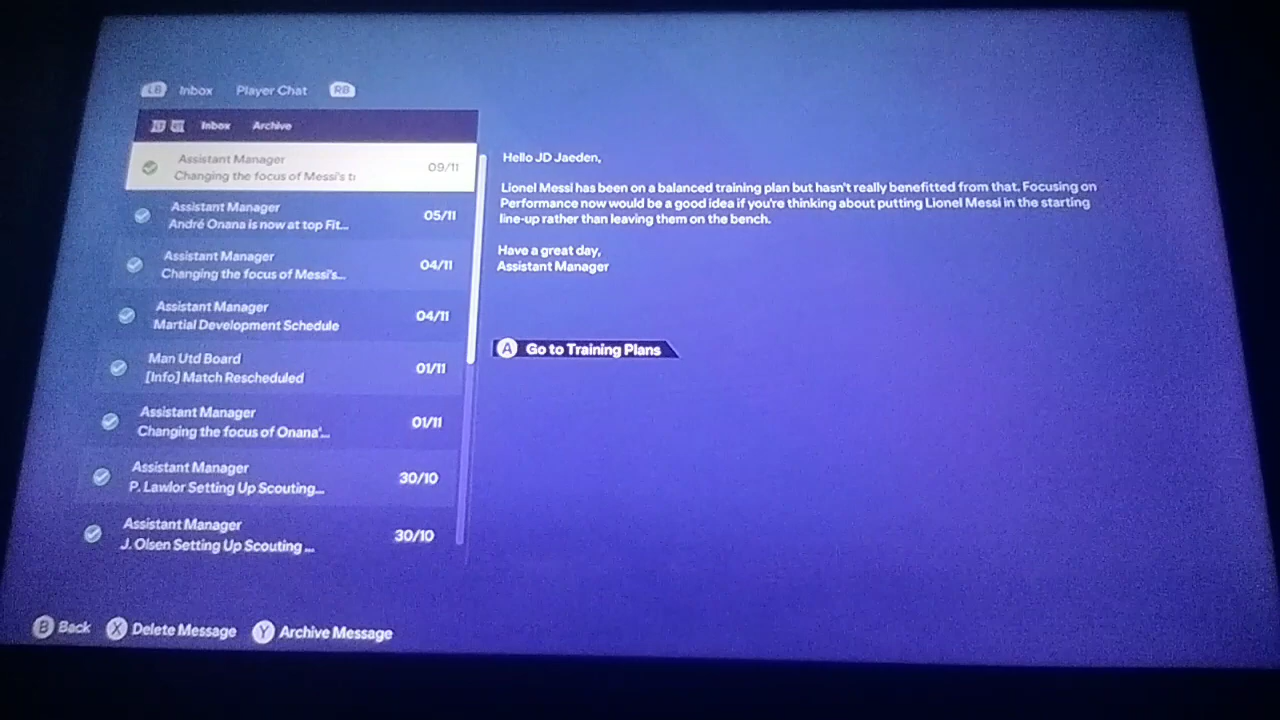 LB Inbox Player Chat RB
LT RT Inbox Archive
Assistant Manager 09/11
Changing the focus of Messi's
Assistant Manager 05/11
André Onana is now at top Fit...
Assistant Manager 04/11
Changing the focus of Messi's...
Assistant Manager 04/11
Martial Development Schedule
Man Utd Board 01/11
[Info] Match Rescheduled
Assistant Manager 01/11
Changing the focus of Onana'...
Assistant Manager 30/10
P. Lawlor Setting Up Scouting...
Assistant Manager 30/10
J. Olsen Setting Up Scouting ...
Hello JD Jaeden,
Lionel Messi has been on a balanced training plan but hasn't really benefitted from that. Focusing on
Performance now would be a good idea if you're thinking about putting Lionel Messi in the starting
line-up rather than leaving them on the bench.
Have a great day,
Assistant Manager
A Go to Training Plans
B Back X Delete Message Y Archive Message